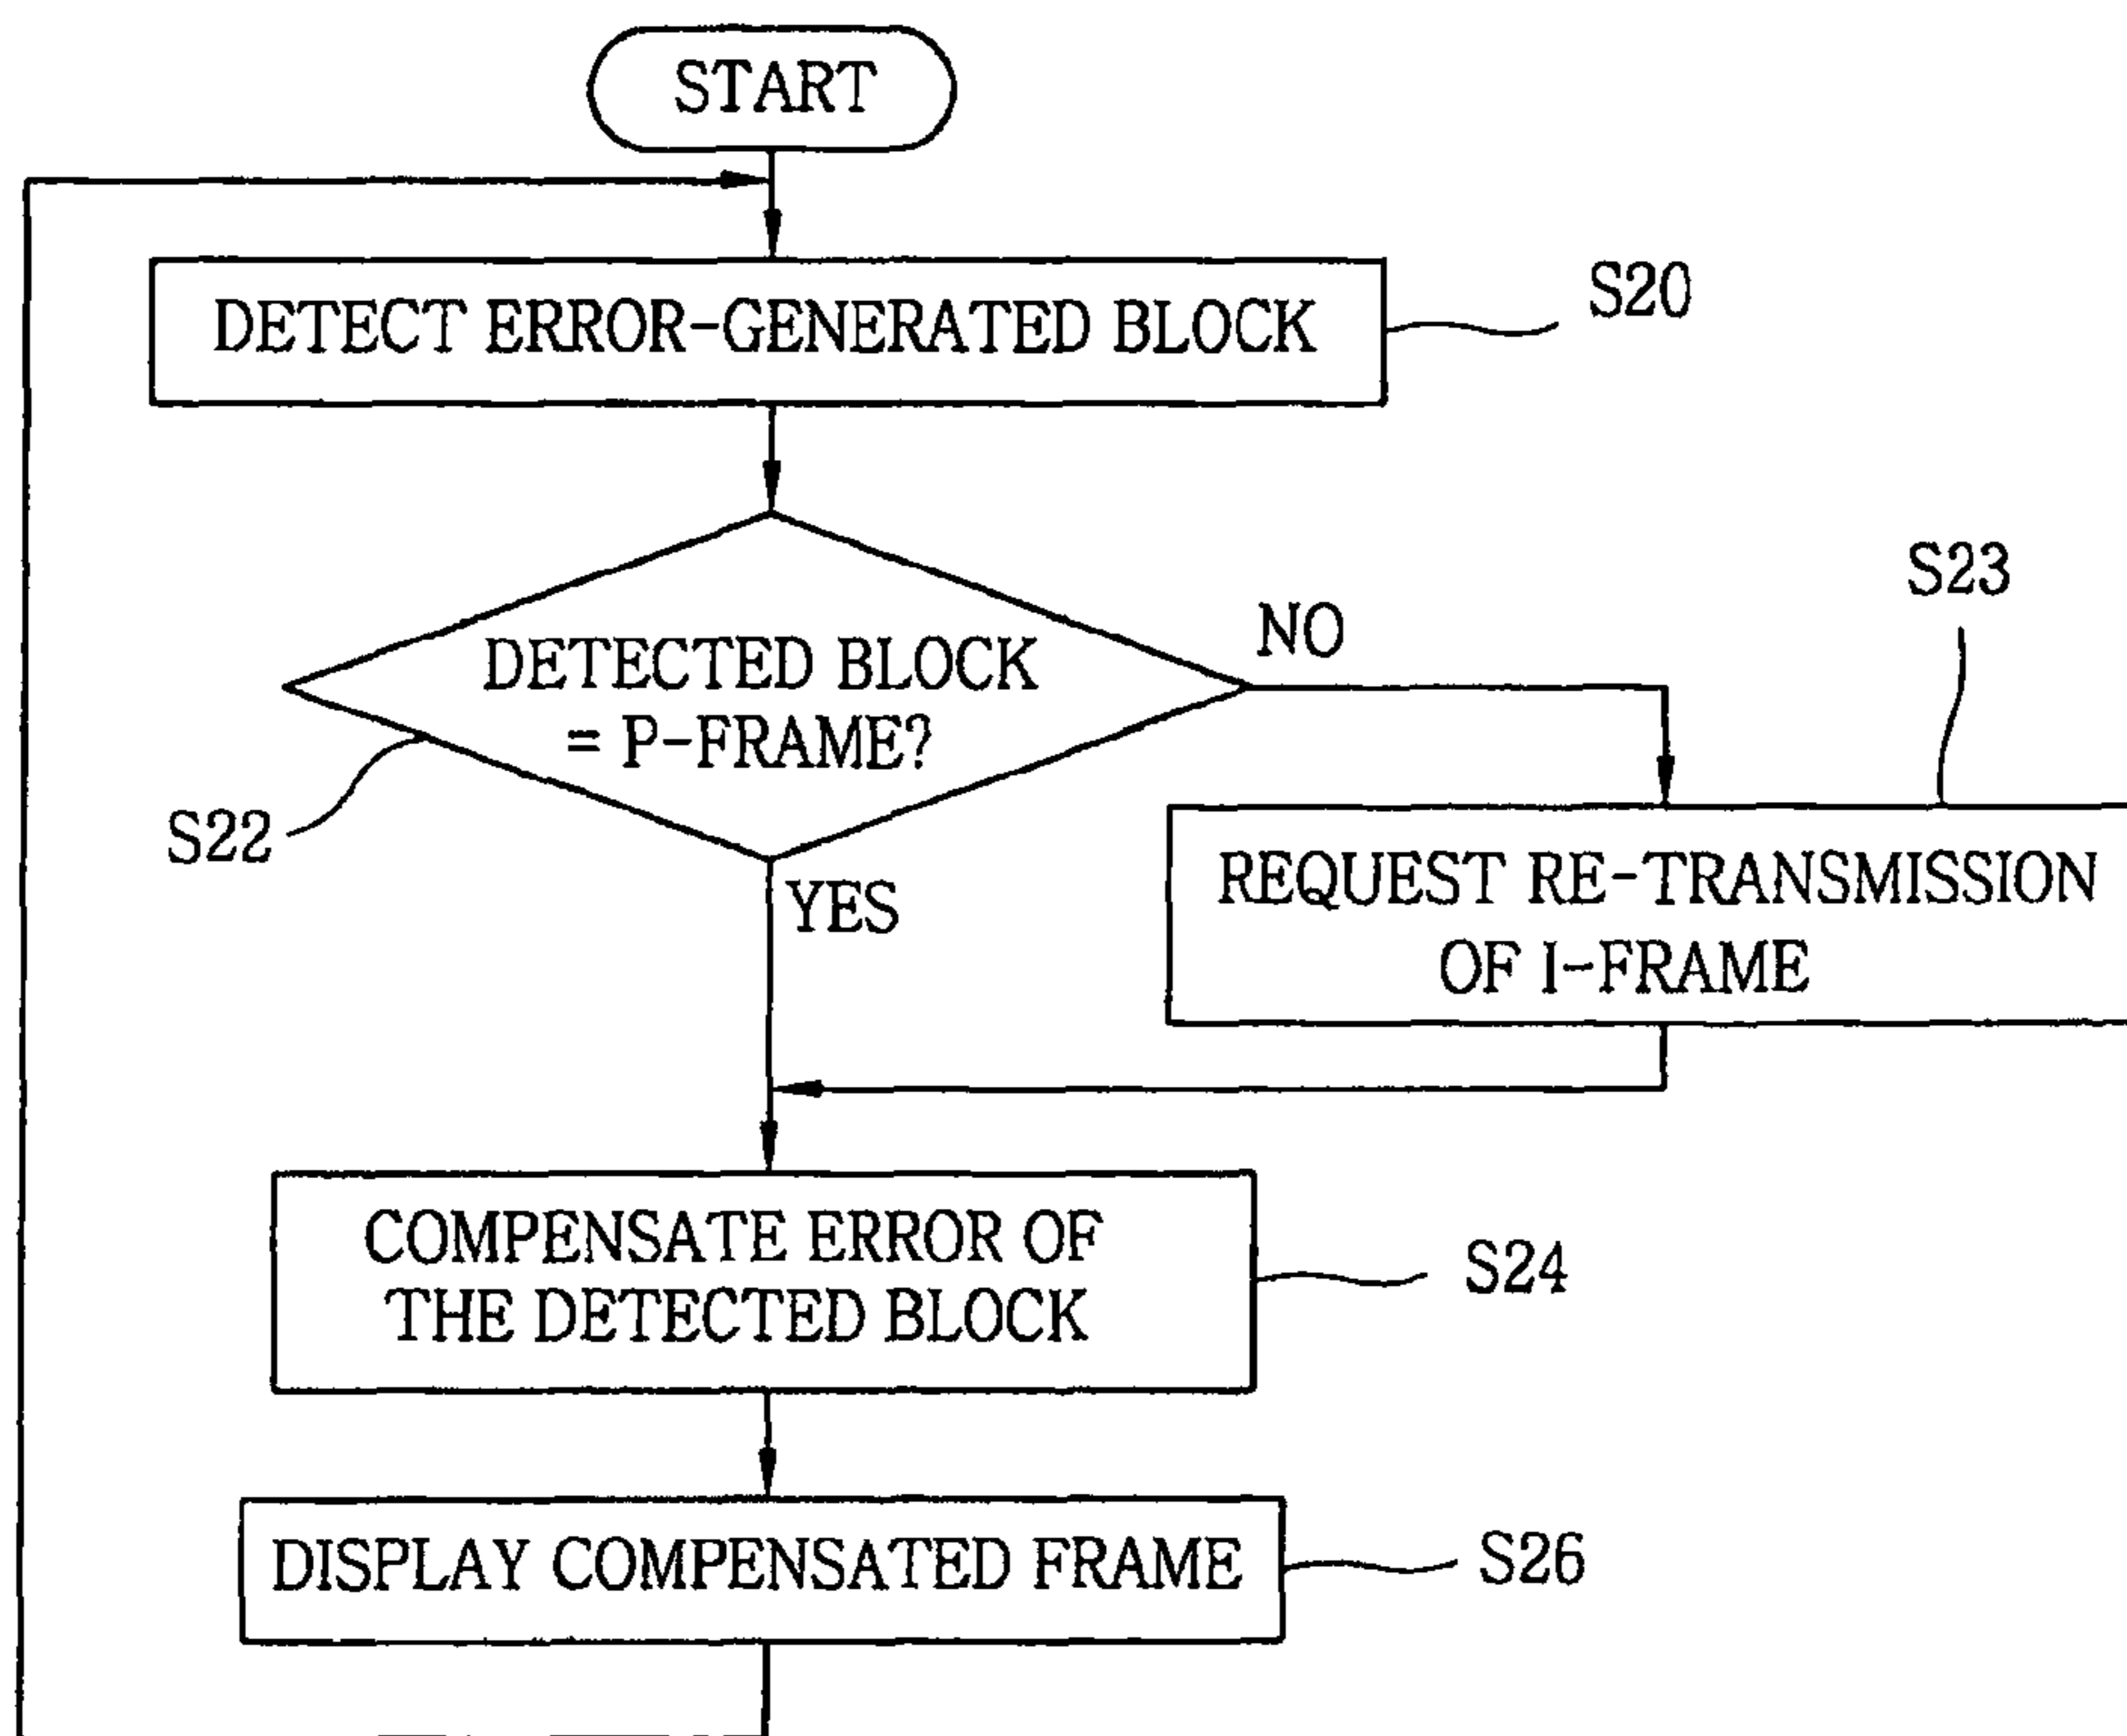 START
DETECT ERROR-GENERATED BLOCK
S20
DETECTED BLOCK
= P-FRAME?
NO
S23
S22
YES
REQUEST RE-TRANSMISSION
OF I-FRAME
COMPENSATE ERROR OF
THE DETECTED BLOCK
S24
DISPLAY COMPENSATED FRAME
S26